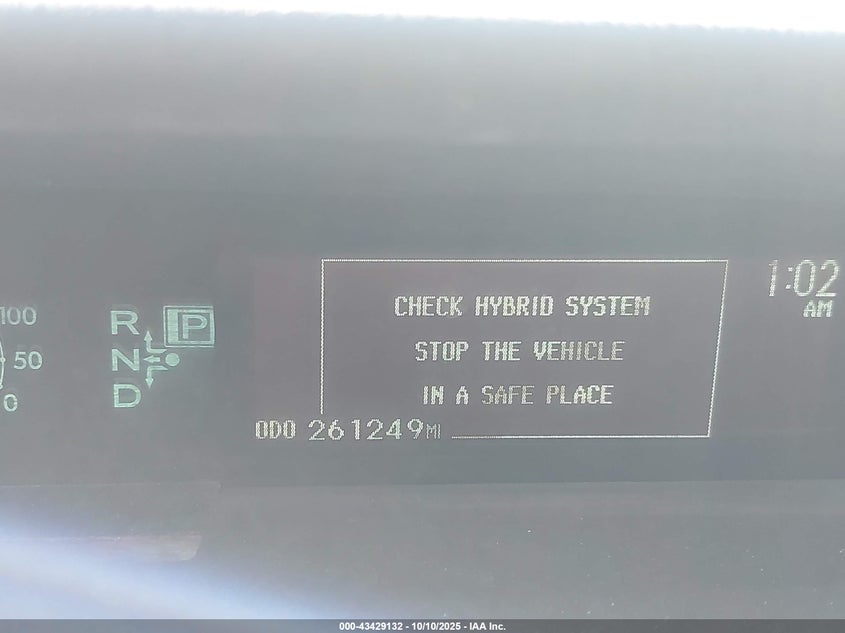 100
50
0
R P
N
D
CHECK HYBRID SYSTEM
STOP THE VEHICLE
IN A SAFE PLACE
ODO 261249MI
1:02
AM
000-43429132 - 10/10/2025 - IAA Inc.